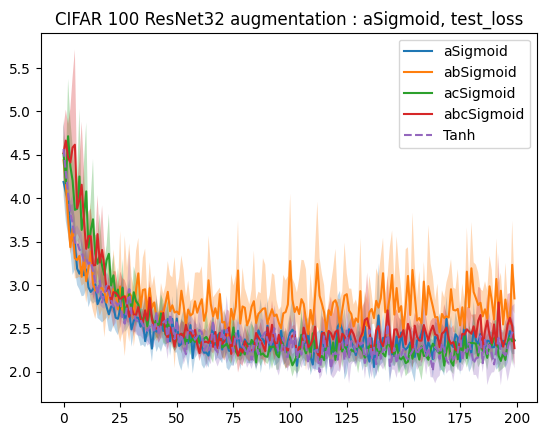 CIFAR 100 ResNet32 augmentation : aSigmoid, test_loss
aSigmoid
abSigmoid
acSigmoid
abcSigmoid
Tanh
5.5
5.0
4.5
4.0
3.5
3.0
2.5
2.0
0 25 50 75 100 125 150 175 200